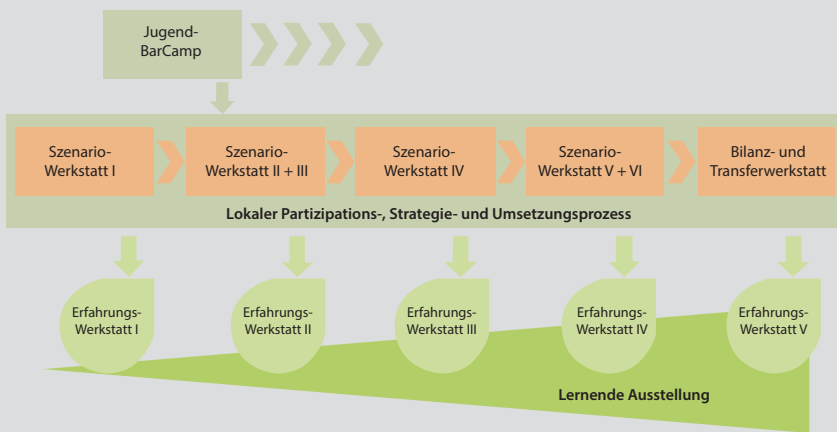 Jugend-
BarCamp
Szenario-
Werkstatt I
Szenario-
Werkstatt II + III
Szenario-
Werkstatt IV
Szenario-
Werkstatt V + VI
Bilanz- und
Transferwerkstatt
Lokaler Partizipations-, Strategie- und Umsetzungsprozess
Erfahrungs-
Werkstatt I
Erfahrungs-
Werkstatt II
Erfahrungs-
Werkstatt III
Erfahrungs-
Werkstatt IV
Erfahrungs-
Werkstatt V
Lernende Ausstellung